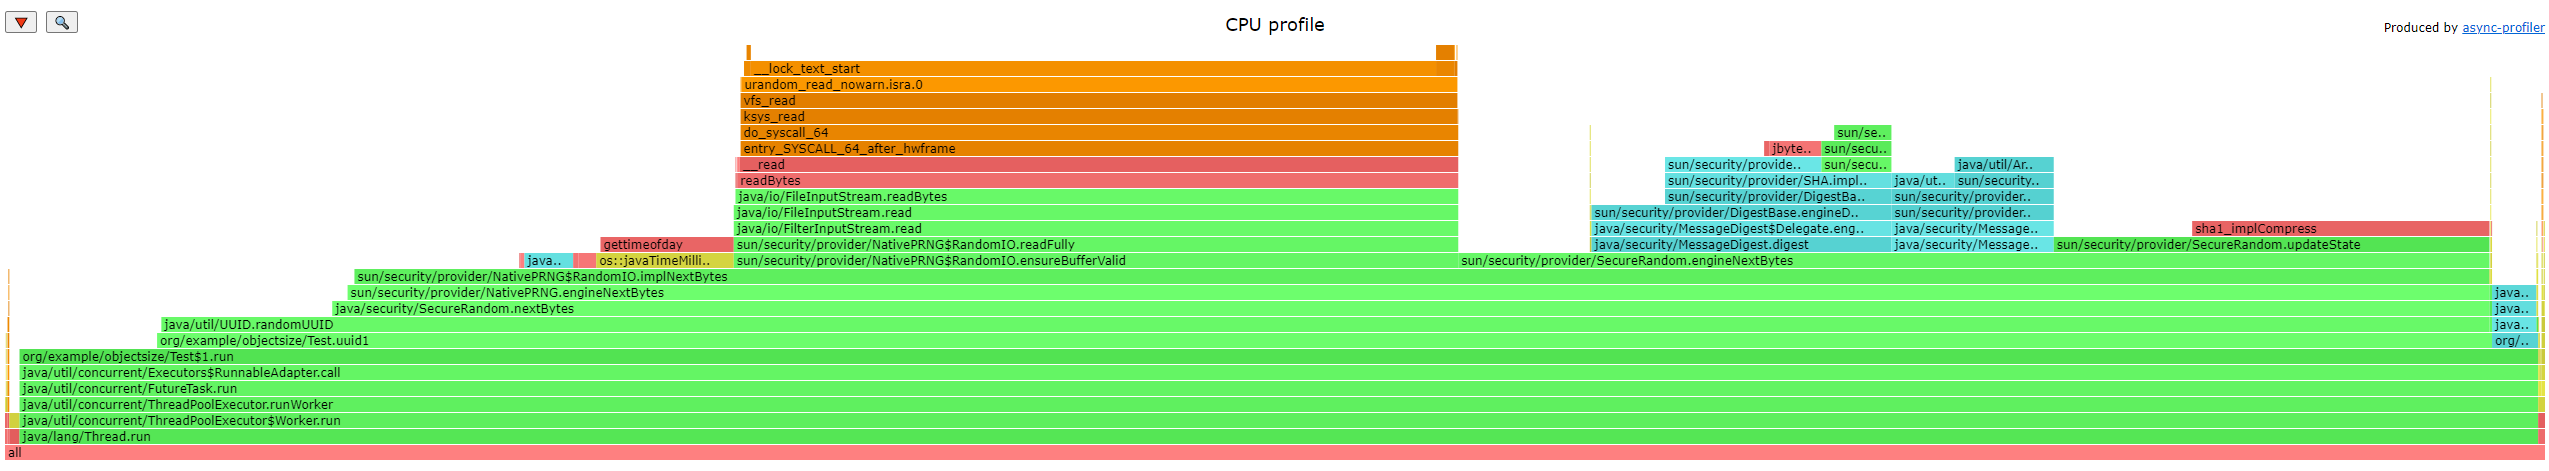 CPU profile
Produced by async-profiler
__lock_text_start
urandom_read_nowarn.isra.0
vfs_read
ksys_read
do_syscall_64 sun/se..
entry_SYSCALL_64_after_hwframe jbyte.. sun/secu..
__read sun/security/provide.. sun/secu.. java/util/Ar..
readBytes sun/security/provider/SHA.impl.. java/ut.. sun/security..
java/io/FileInputStream.readBytes sun/security/provider/DigestBa.. sun/security/provider..
java/io/FileInputStream.read sun/security/provider/DigestBase.engineD.. sun/security/provider..
java/io/FilterInputStream.read java/security/MessageDigest$Delegate.eng.. java/security/Message.. sha1_implCompress
gettimeofday sun/security/provider/NativePRNG$RandomIO.readFully java/security/MessageDigest.digest java/security/Message.. sun/security/provider/SecureRandom.updateState
java.. os::javaTimeMilli.. sun/security/provider/NativePRNG$RandomIO.ensureBufferValid sun/security/provider/SecureRandom.engineNextBytes
sun/security/provider/NativePRNG$RandomIO.implNextBytes
sun/security/provider/NativePRNG.engineNextBytes java..
java/security/SecureRandom.nextBytes java..
java/util/UUID.randomUUID java..
org/example/objectsize/Test.uuid1 org/..
org/example/objectsize/Test$1.run
java/util/concurrent/Executors$RunnableAdapter.call
java/util/concurrent/FutureTask.run
java/util/concurrent/ThreadPoolExecutor.runWorker
java/util/concurrent/ThreadPoolExecutor$Worker.run
java/lang/Thread.run
all